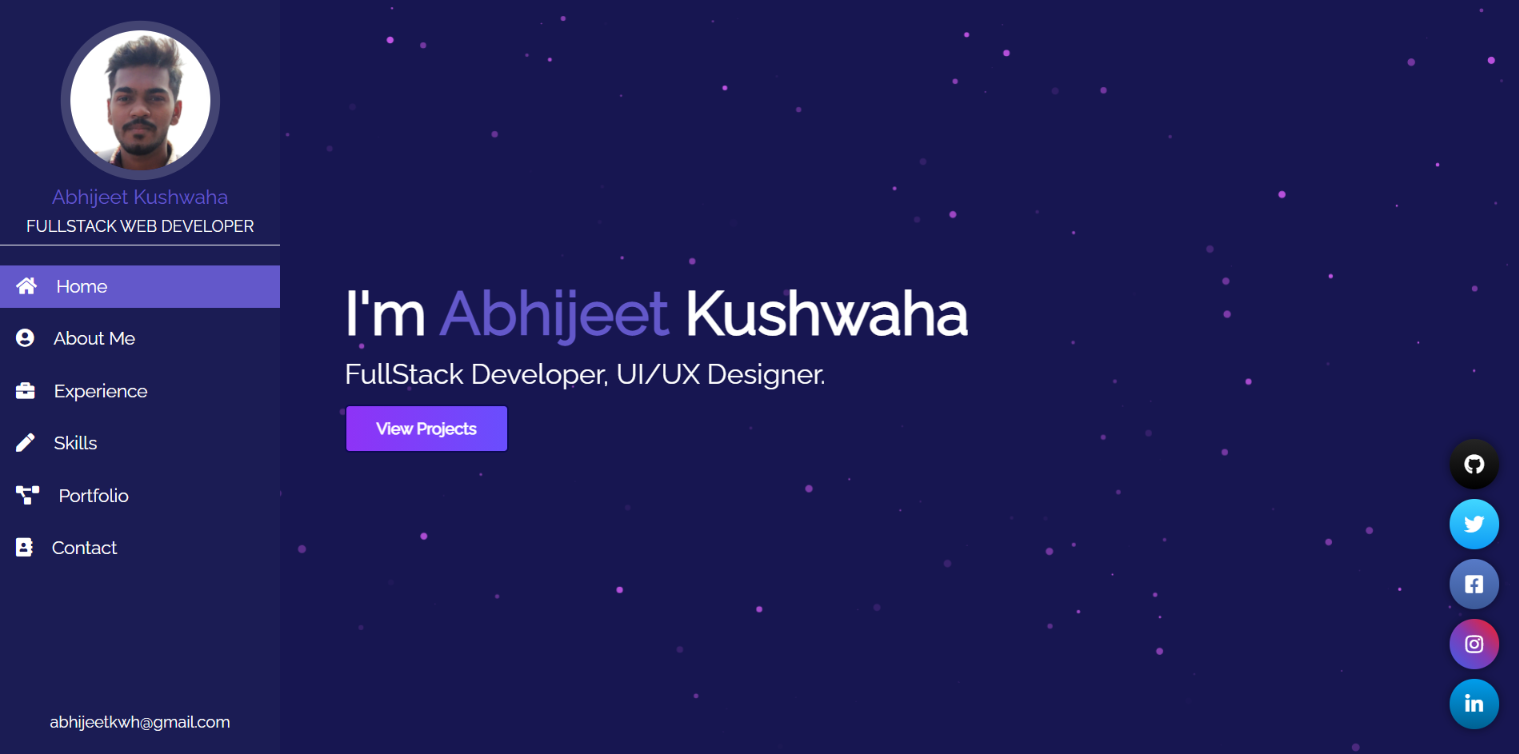 Abhijeet Kushwaha
FULLSTACK WEB DEVELOPER
Home
About Me
Experience
Skills
Portfolio
Contact
abhijeetkwh@gmail.com
I'm Abhijeet Kushwaha
FullStack Developer, UI/UX Designer.
View Projects
in